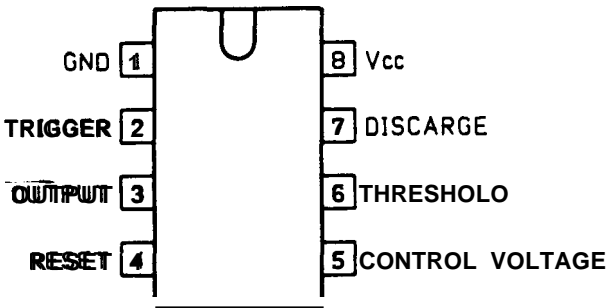 GND 1 8 Vcc
TRIGGER 2 7 DISCARGE
OUTPUT 3 6 THRESHOLO
RESET 4 5 CONTROL VOLTAGE